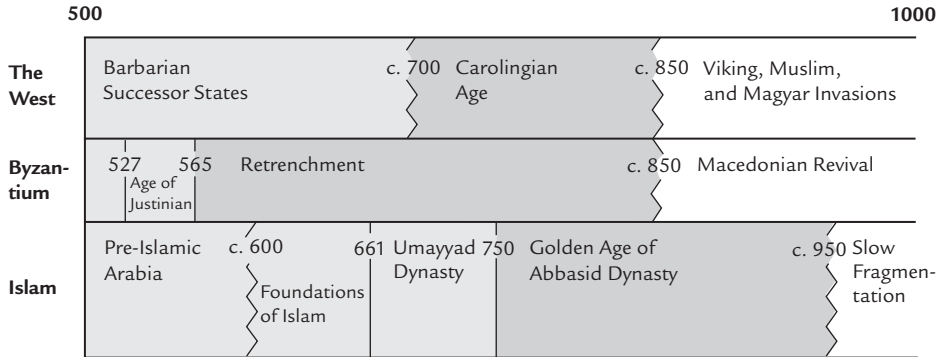 500 1000
The
West
Barbarian
Successor States
c. 700
Carolingian
Age
c. 850
Viking, Muslim,
and Magyar Invasions
Byzan-
tium
527
Age of
Justinian
565
Retrenchment
c. 850
Macedonian Revival
Islam
Pre-Islamic
Arabia
c. 600
Foundations
of Islam
661
Umayyad
Dynasty
750
Golden Age of
Abbasid Dynasty
c. 950
Slow
Fragmen-
tation